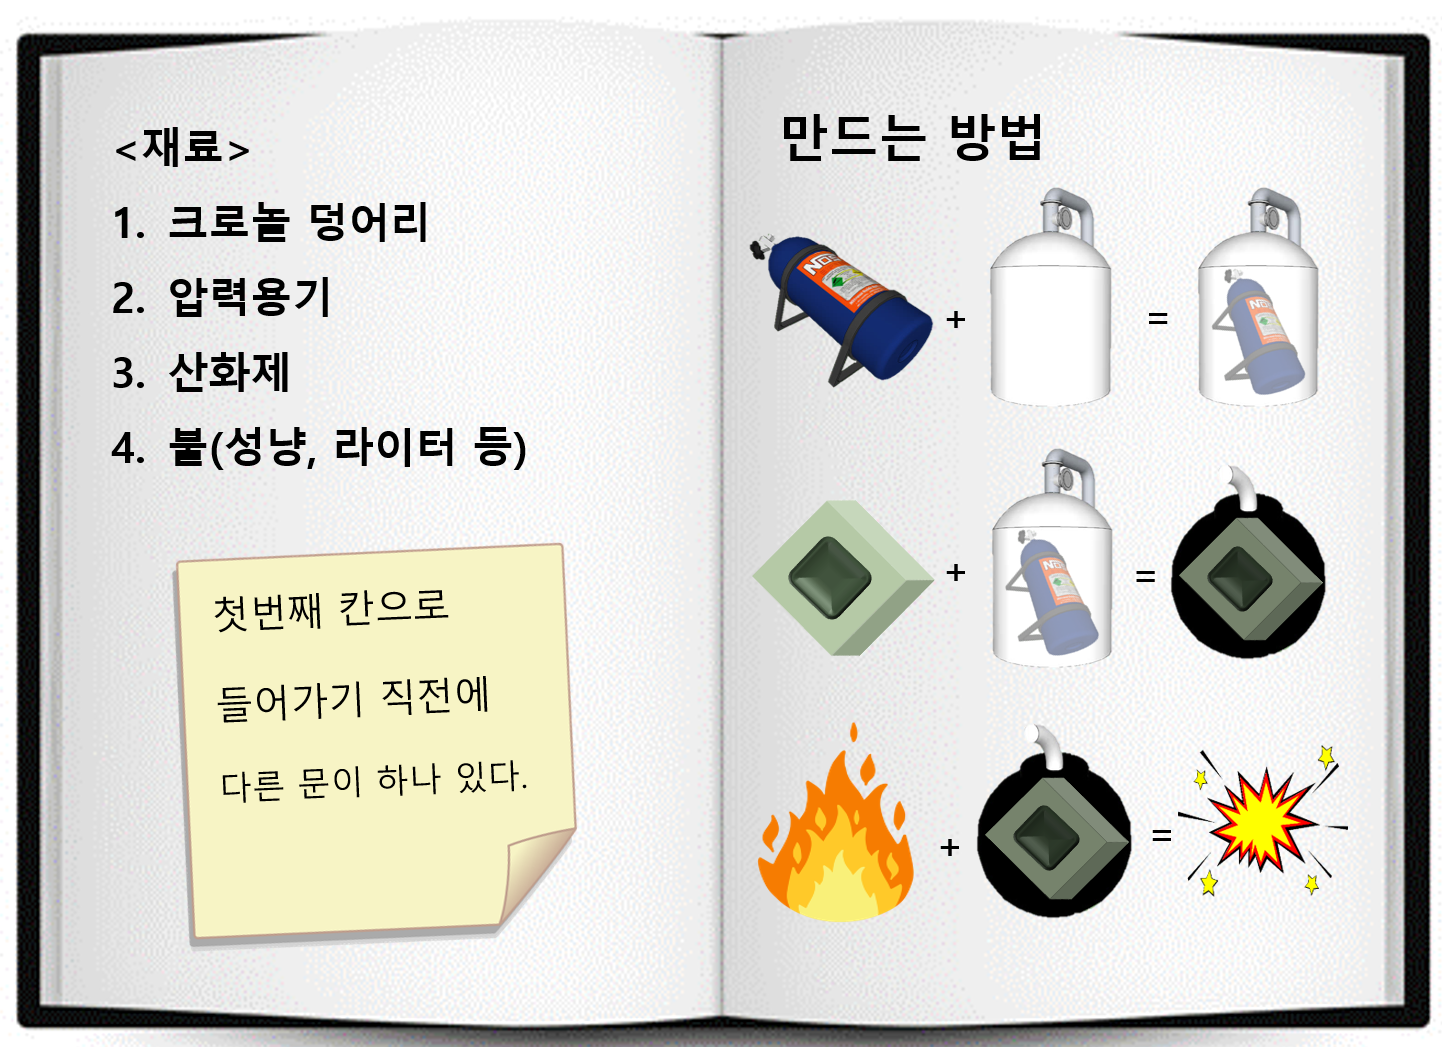 <재료>
1. 크로놀 덩어리
2. 압력용기
3. 산화제
4. 불(성냥, 라이터 등)
첫번째 칸으로
들어가기 직전에
다른 문이 하나 있다.
만드는 방법
NOS
+ =
+ =
+ =